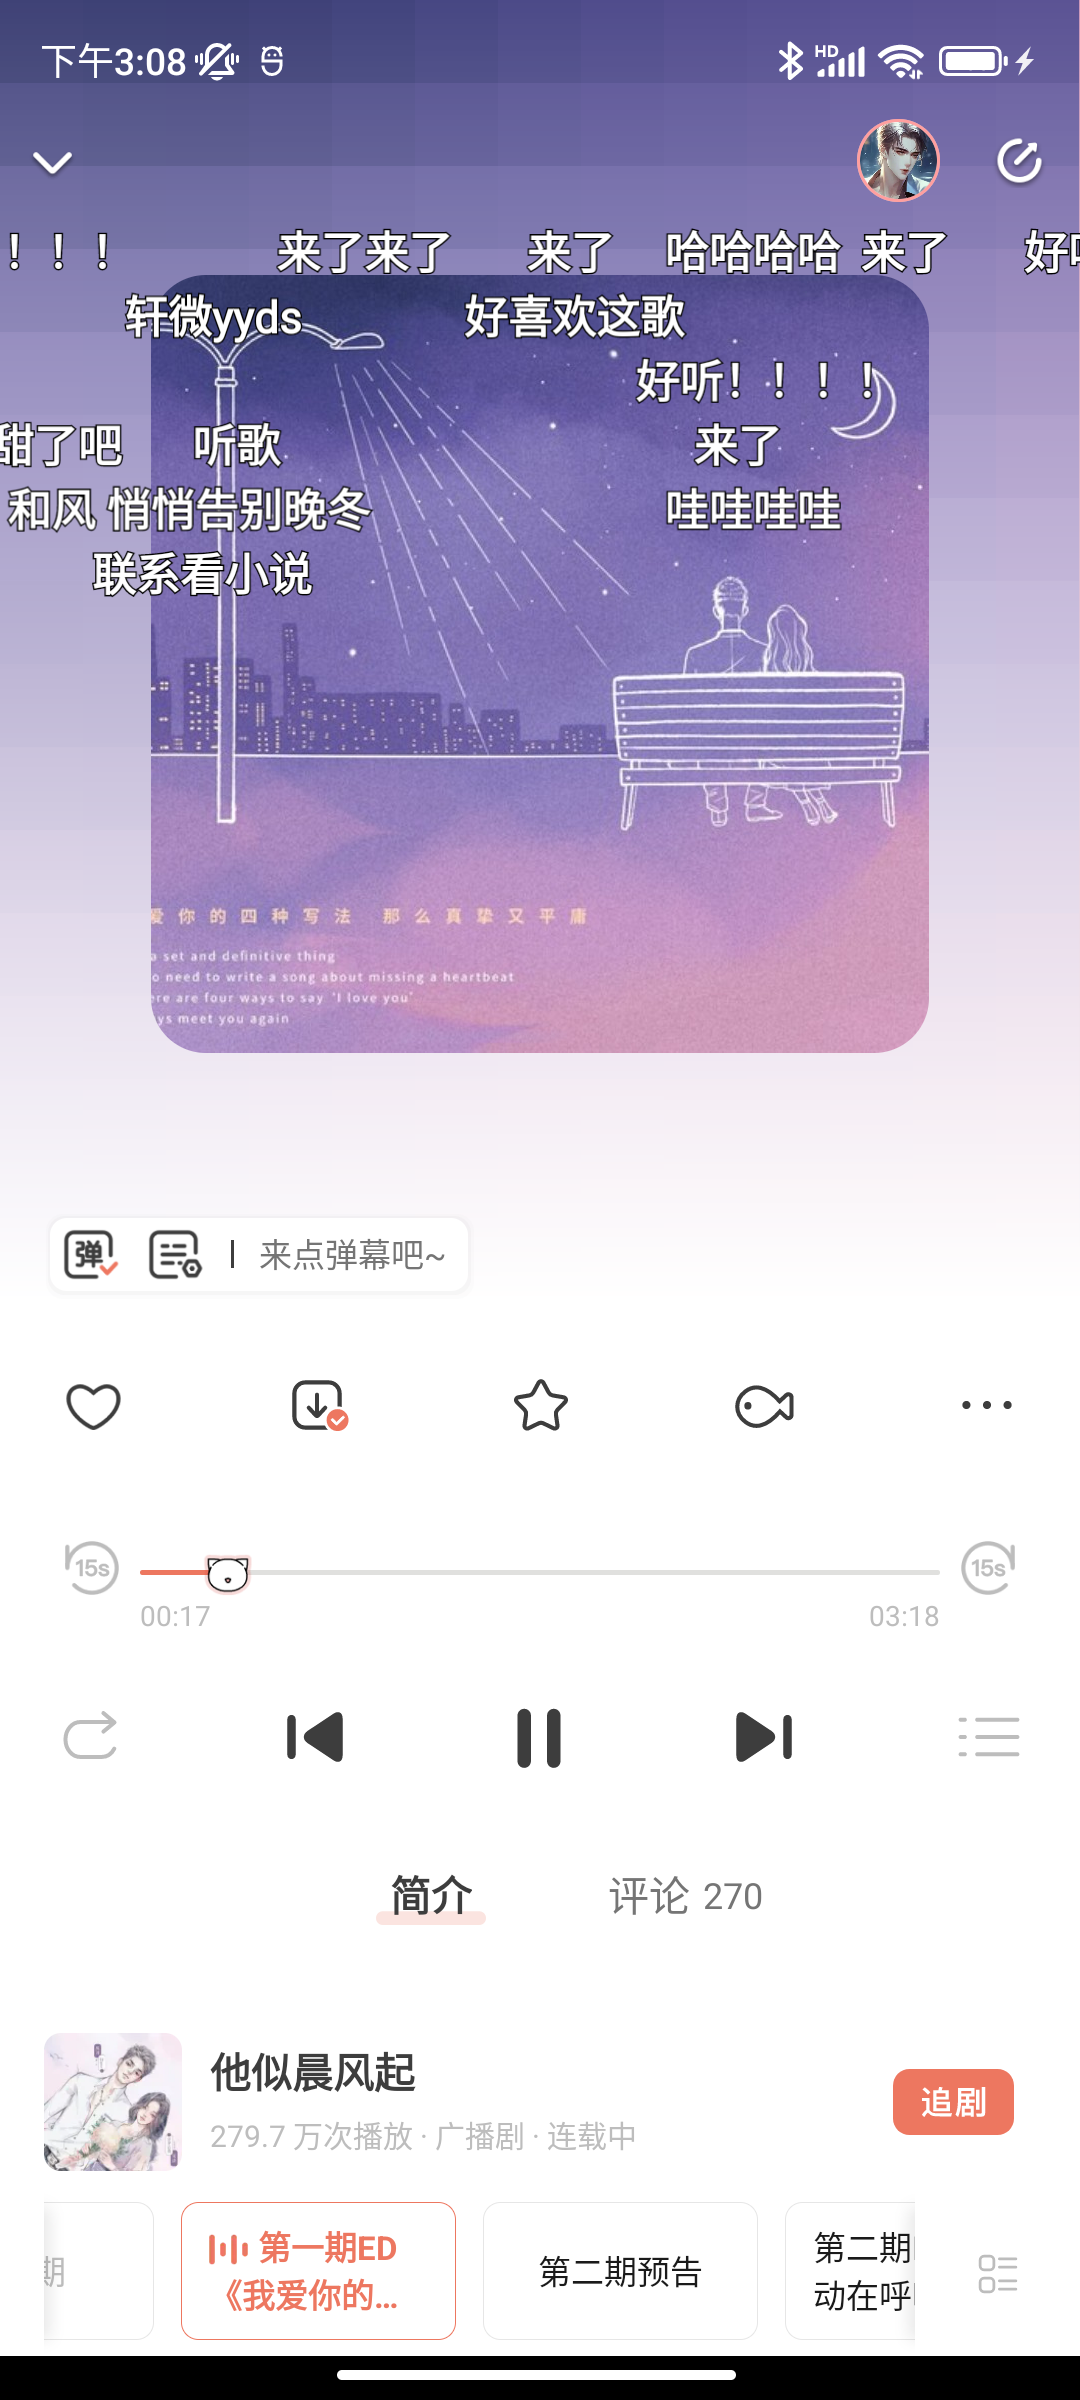 下午3:08
HD
！！！ 来了来了 来了 哈哈哈哈 来了 好
轩微yyds 好喜欢这歌
好听！！！！
甜了吧 听歌 来了
和风 悄悄告别晚冬 哇哇哇哇
联系看小说
爱你的四种写法 那么真挚又平庸
a set and definitive thing
o need to write a song about missing a heartbeat
ere are four ways to say 'I love you'
ys meet you again
弹 来点弹幕吧~
15s 15s
00:17 03:18
简介 评论 270
他似晨风起
279.7 万次播放 · 广播剧 · 连载中
追剧
期 第一期ED 《我爱你的...
第二期预告
第二期
动在呼